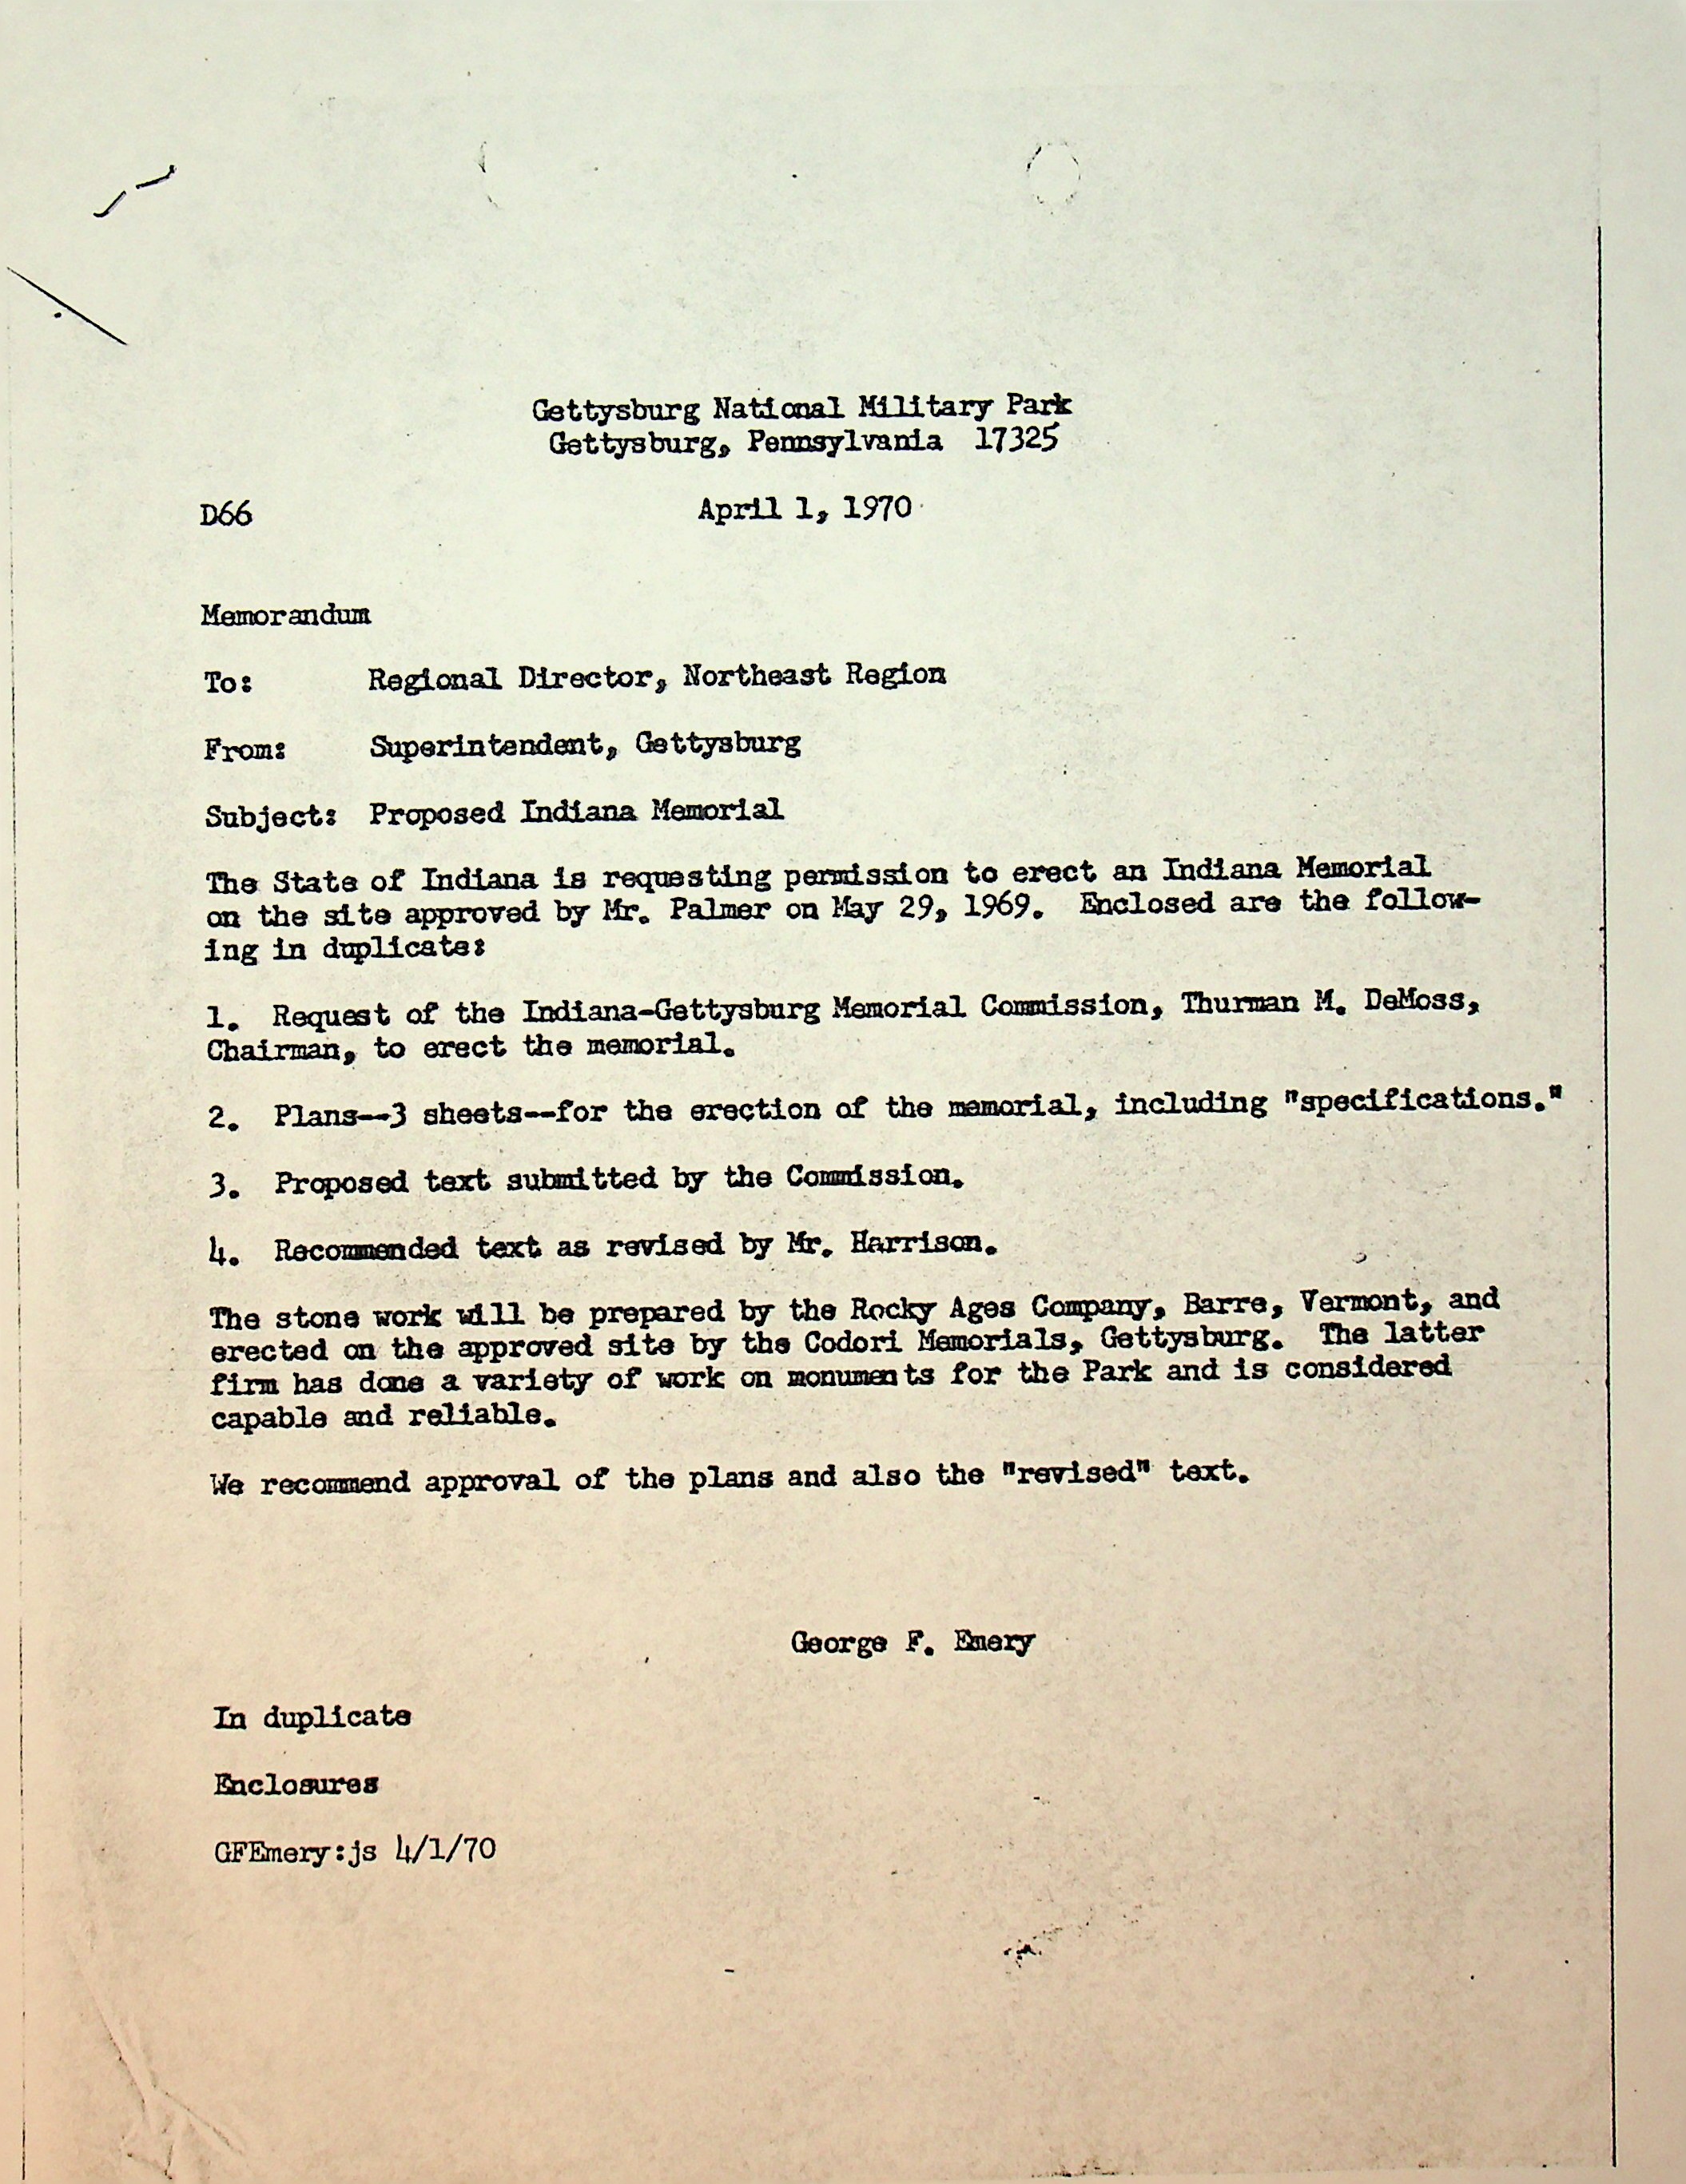 Gettysburg National Military Park
Gettysburg, Pennsylvania 17325
D66 April 1, 1970
Memorandum
To: Regional Director, Northeast Region
From: Superintendent, Gettysburg
Subject: Proposed Indiana Memorial
The State of Indiana is requesting permission to erect an Indiana Memorial
on the site approved by Mr. Palmer on May 29, 1969. Enclosed are the follow-
ing in duplicate:
1. Request of the Indiana-Gettysburg Memorial Commission, Thurman M. DeMoss,
Chairman, to erect the memorial.
2. Plans--3 sheets--for the erection of the memorial, including "specifications."
3. Proposed text submitted by the Commission.
4. Recommended text as revised by Mr. Harrison.
The stone work will be prepared by the Rocky Ages Company, Barre, Vermont, and
erected on the approved site by the Codori Memorials, Gettysburg. The latter
firm has done a variety of work on monuments for the Park and is considered
capable and reliable.
We recommend approval of the plans and also the "revised" text.
George F. Emery
In duplicate
Enclosures
GFEmery:js 4/1/70